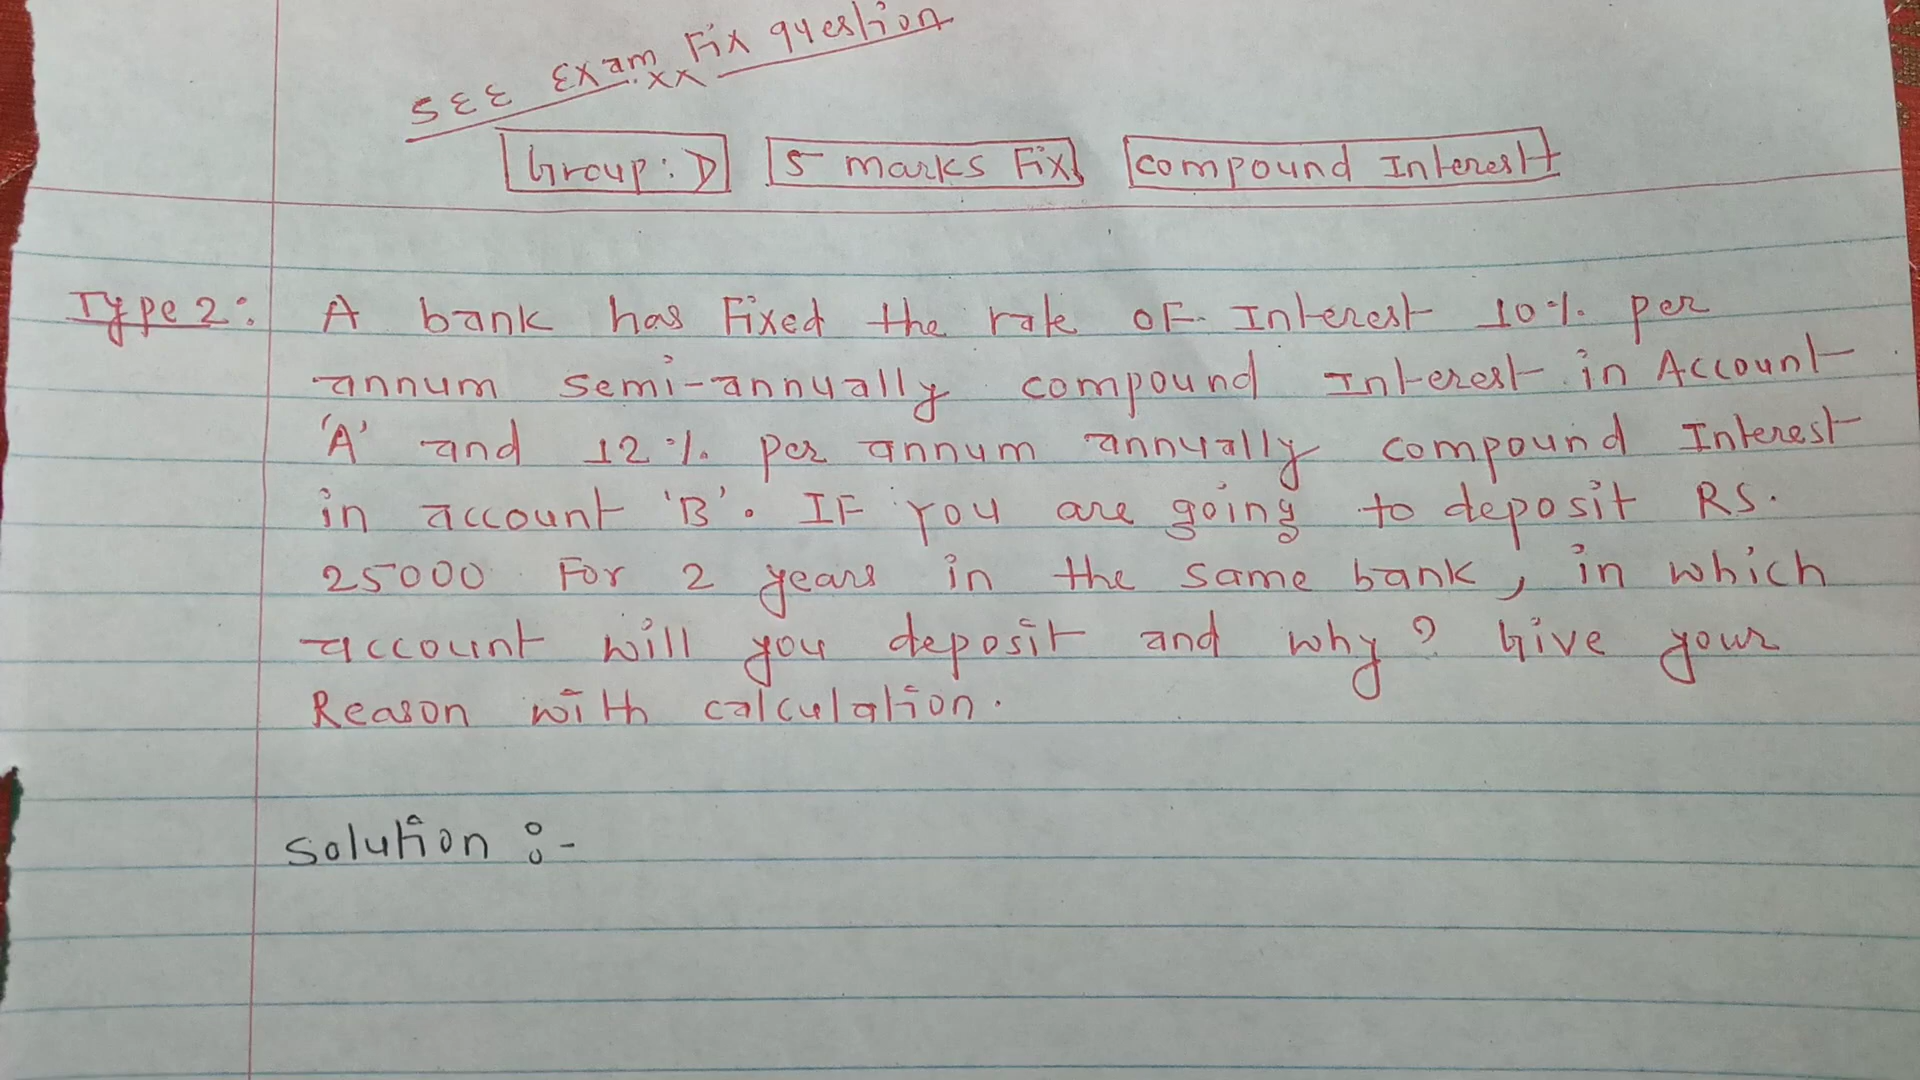 SEE Exam Fix question
xx
Group: D 5 marks Fix compound Interest
Type 2: A bank has Fixed the rate OF Interest 10% per
annum semi-annually compound Interest in Account
'A' and 12% per annum annually compound Interest
in account 'B'. IF you are going to deposit RS.
25000 For 2 years in the same bank, in which
account will you deposit and why? Give your
Reason with calculation.
Solution :-